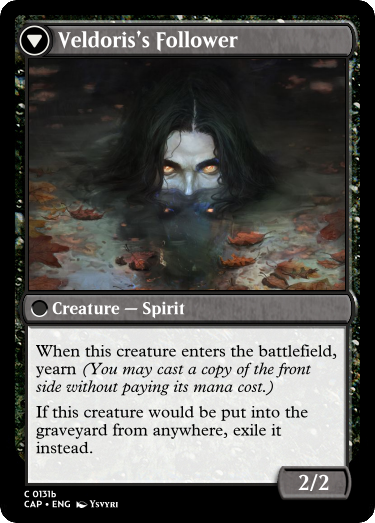 Veldoris's Follower
Creature — Spirit
When this creature enters the battlefield,
yearn (You may cast a copy of the front
side without paying its mana cost.)
If this creature would be put into the
graveyard from anywhere, exile it
instead.
2/2
C 0131b
CAP • ENG Ysvyri